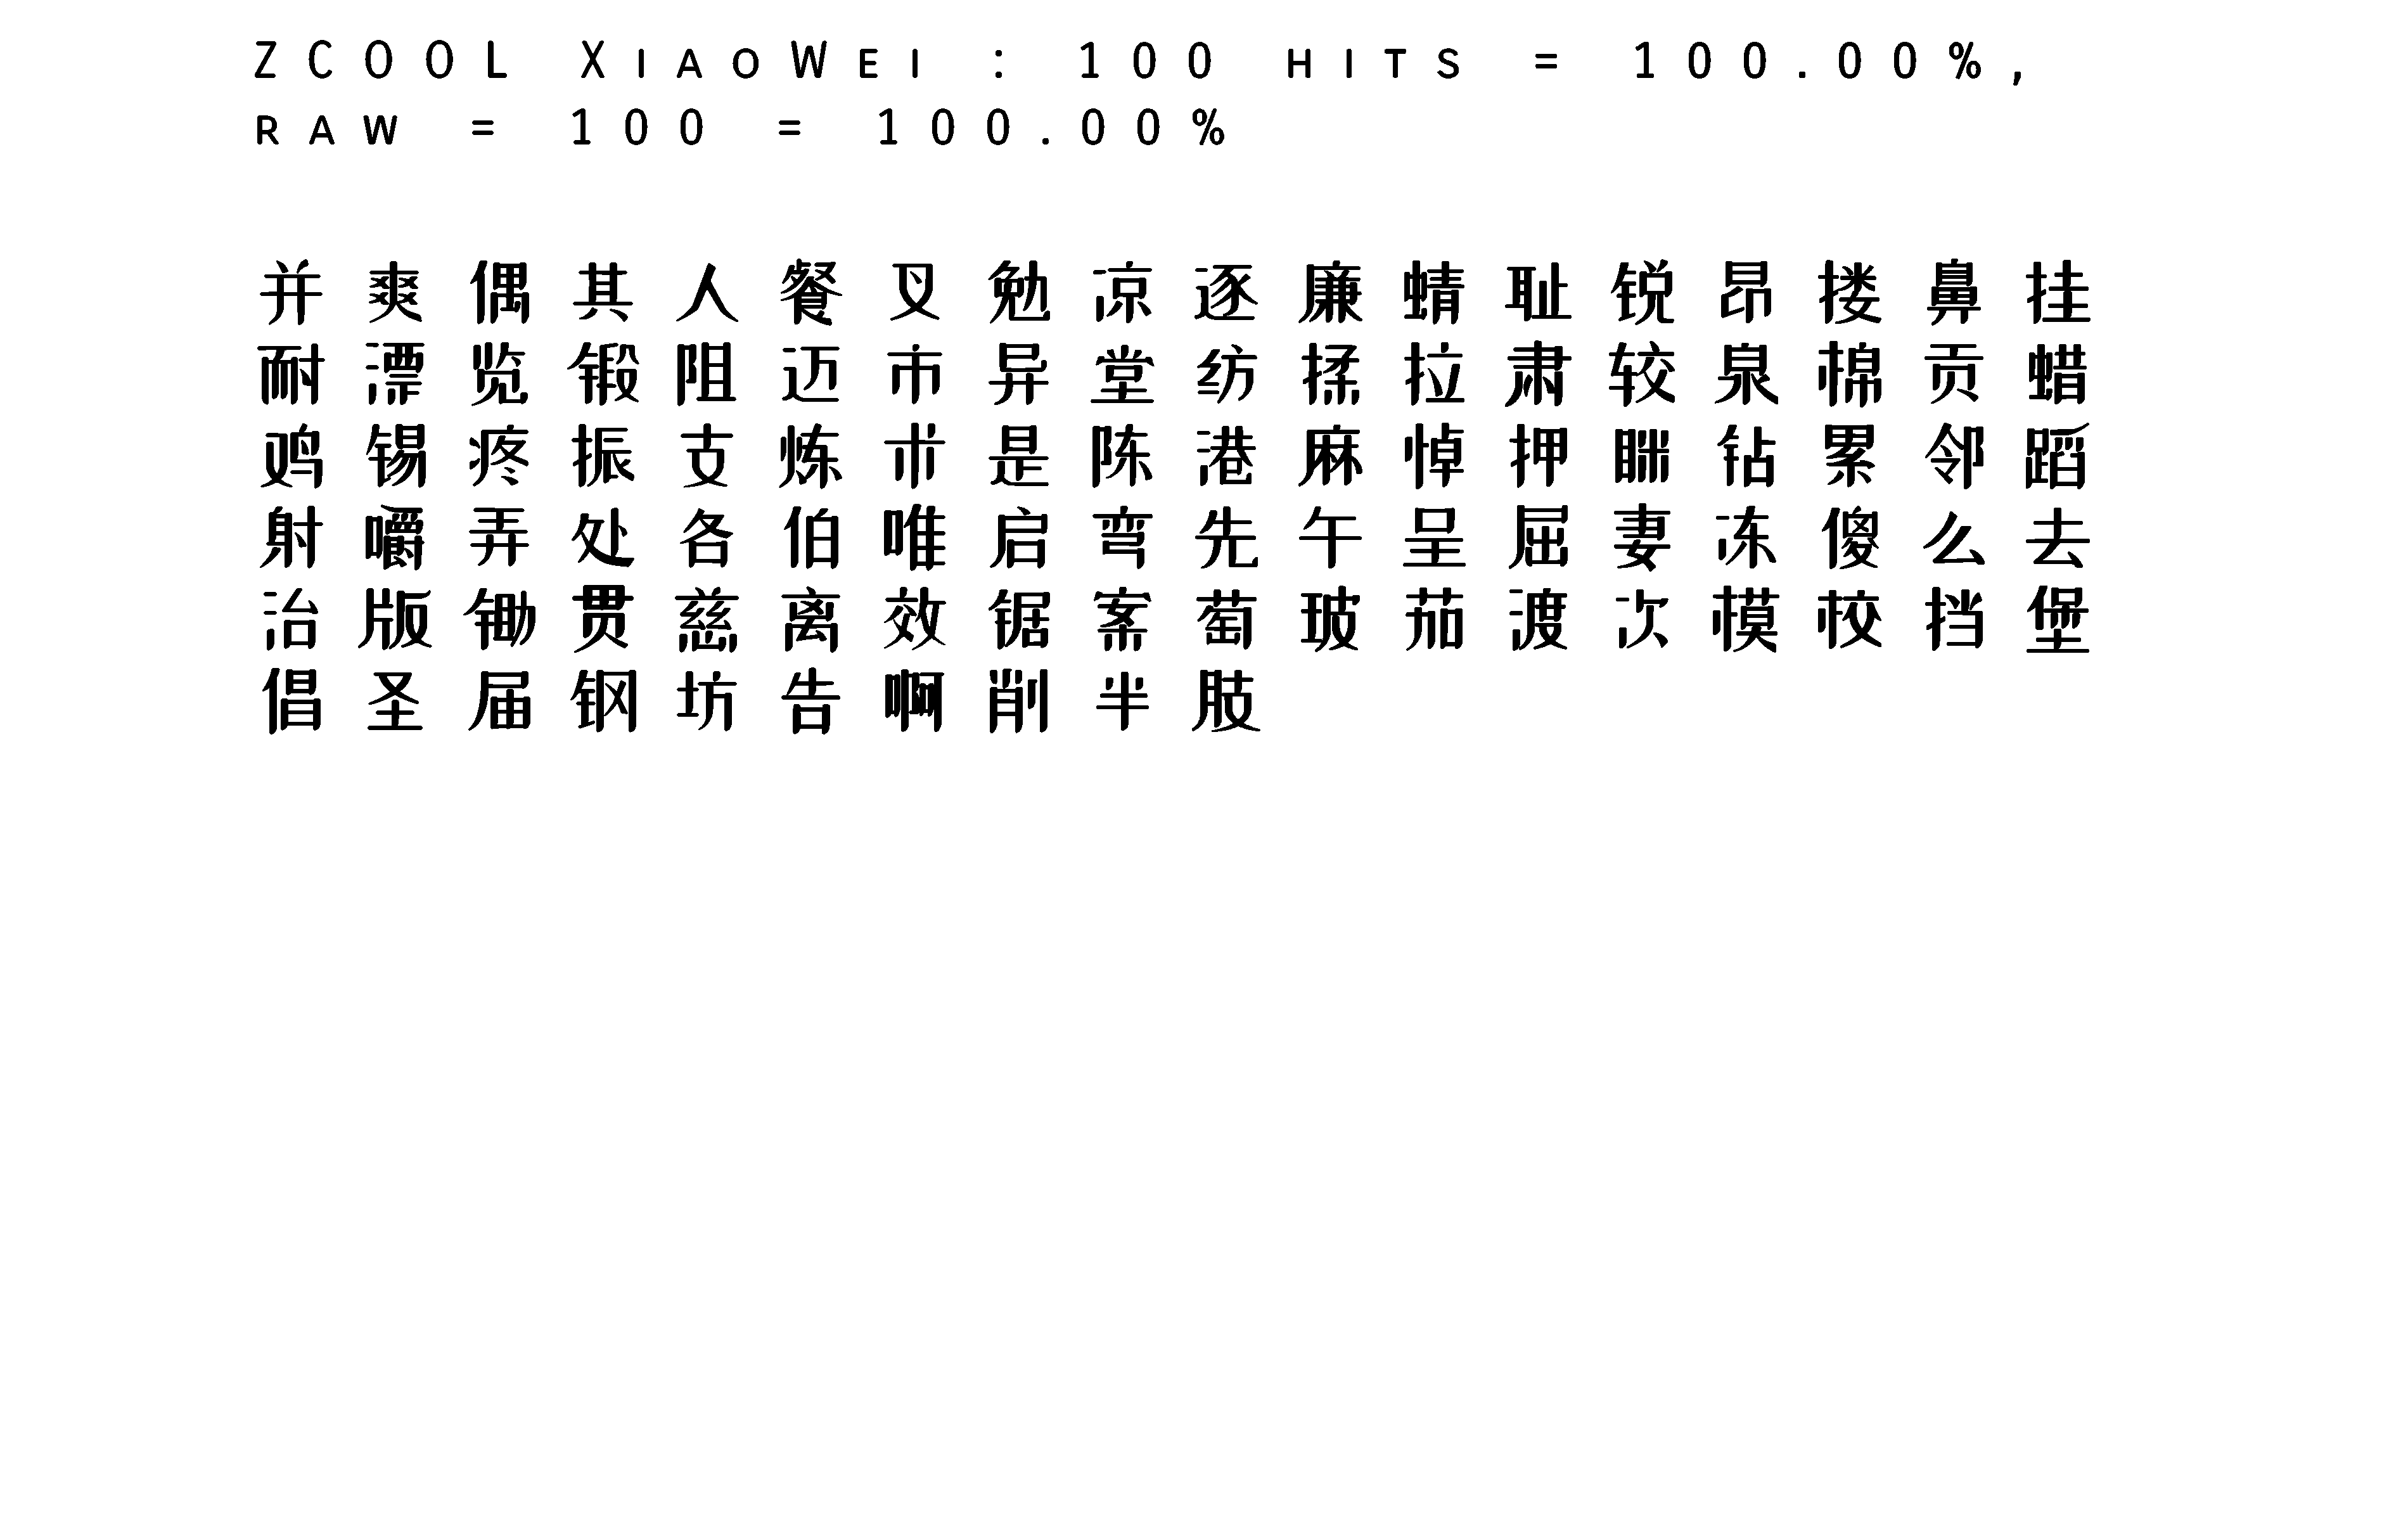 ZCOOL XiaoWei : 100 hits = 100.00%,
raw = 100 = 100.00%
并爽偶其人餐叉勉凉逐廉蜻耻锐昂搂鼻挂
耐漂览锻阻迈市异堂纺揉拉肃较泉棉贡蜡
鸡锡疼振支炼术是陈港麻悼押眯钻累邻蹈
射嚼弄处各伯唯启弯先午呈屈妻冻傻么去
治版锄贯慈离效锯案萄玻茄渡次模校挡堡
倡圣届钢坊告啊削半肢